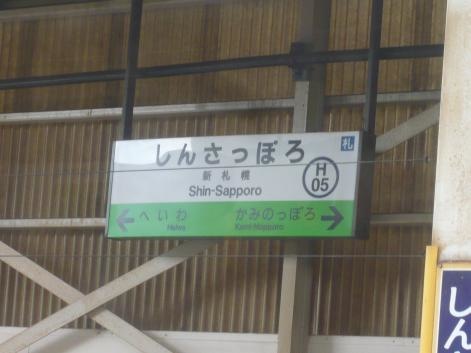 札
しんさっぽろ
新札幌
Shin-Sapporo
H
05
へいわ
Heiwa
かみのっぽろ
Kami-Nopporo
しんさ